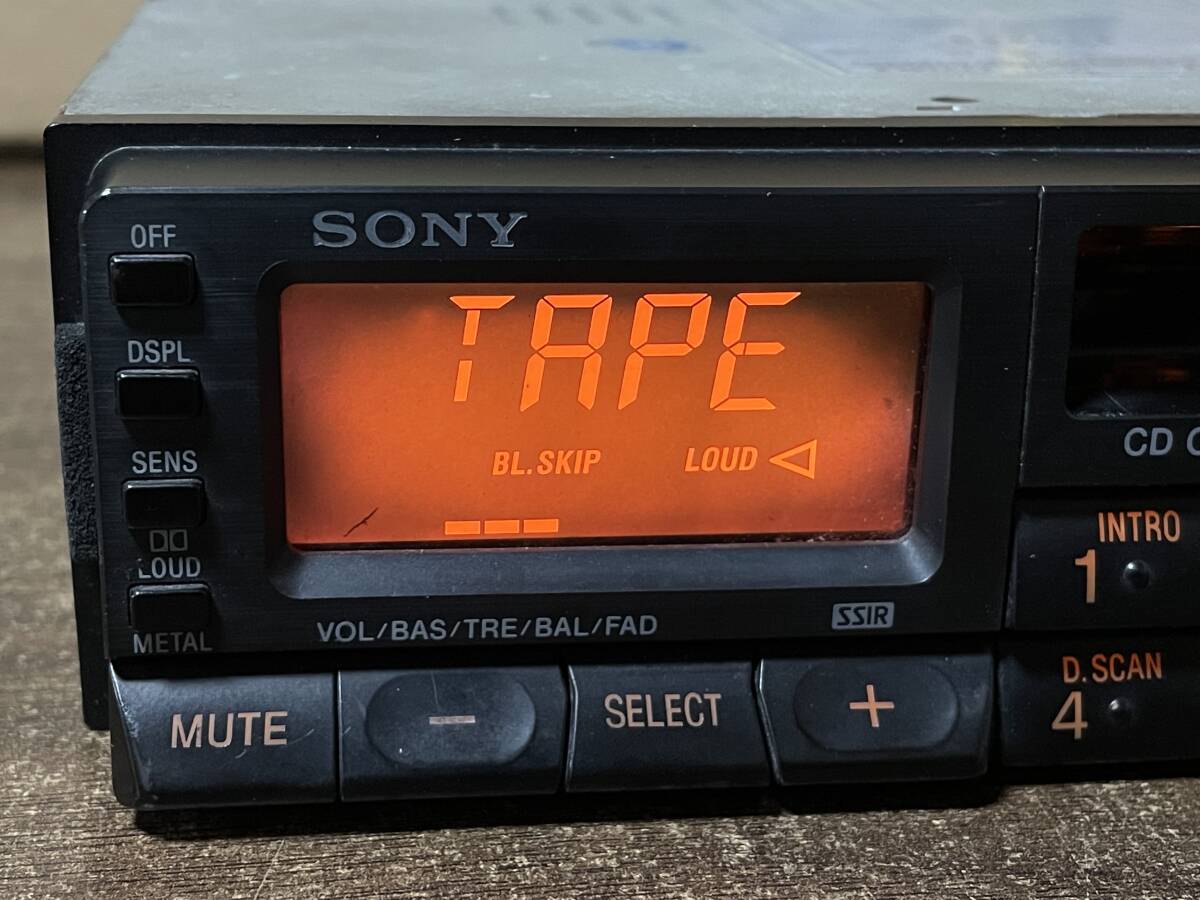 SONY
OFF
DSPL
SENS
LOUD
METAL
TAPE
BL.SKIP LOUD
VOL/BAS/TRE/BAL/FAD
SSIR
MUTE - SELECT +
CD
INTRO
1
D.SCAN
4